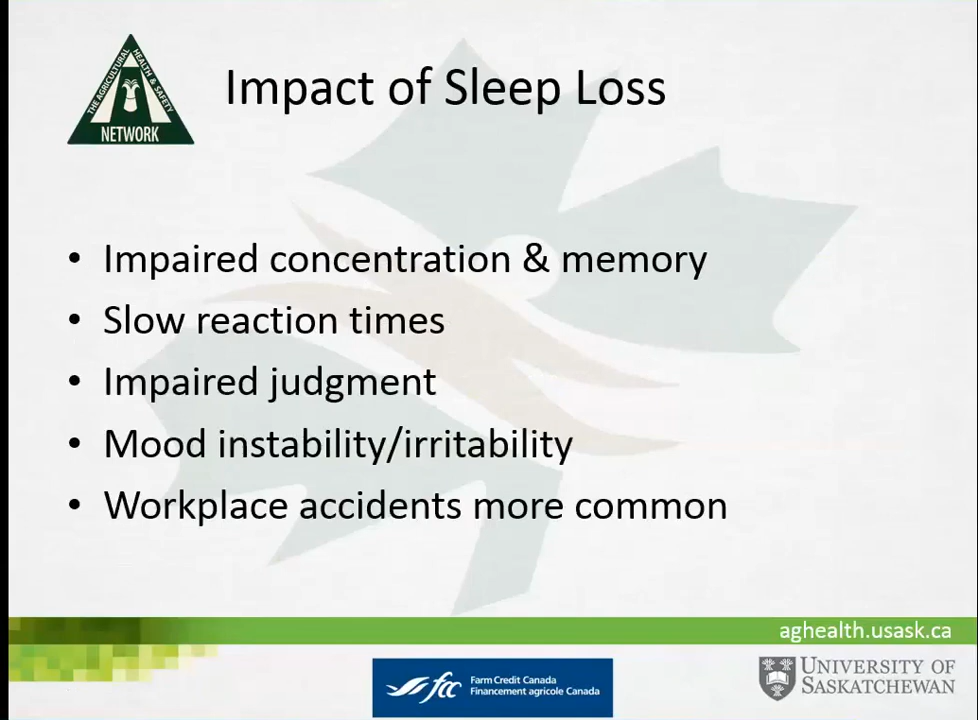 THE AGRICULTURAL
HEALTH & SAFETY
NETWORK
Impact of Sleep Loss
• Impaired concentration & memory
• Slow reaction times
• Impaired judgment
• Mood instability/irritability
• Workplace accidents more common
aghealth.usask.ca
fcc
Farm Credit Canada
Financement agricole Canada
UNIVERSITY OF
SASKATCHEWAN